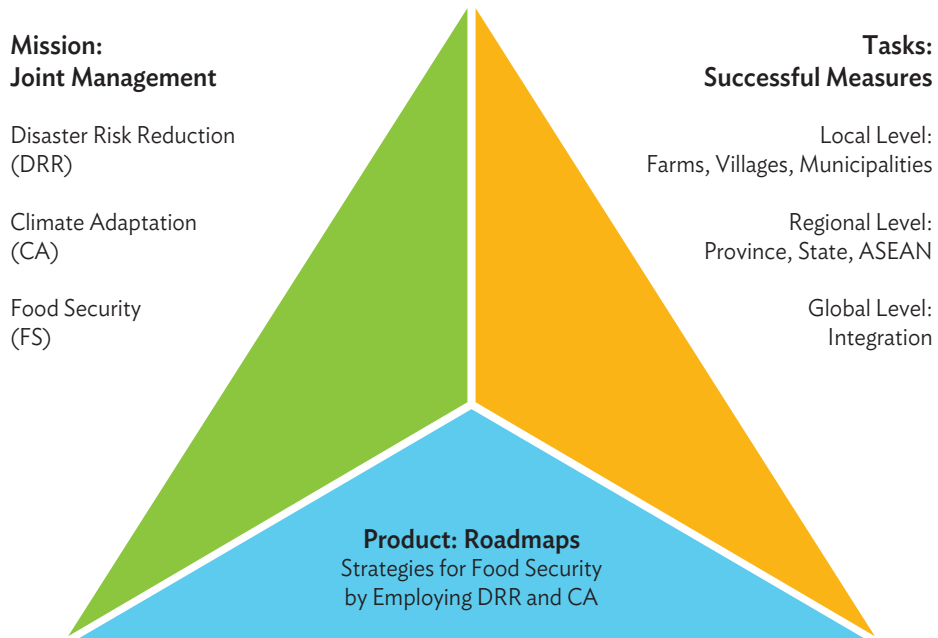 Mission:
Joint Management
Disaster Risk Reduction
(DRR)
Climate Adaptation
(CA)
Food Security
(FS)
Tasks:
Successful Measures
Local Level:
Farms, Villages, Municipalities
Regional Level:
Province, State, ASEAN
Global Level:
Integration
Product: Roadmaps
Strategies for Food Security
by Employing DRR and CA